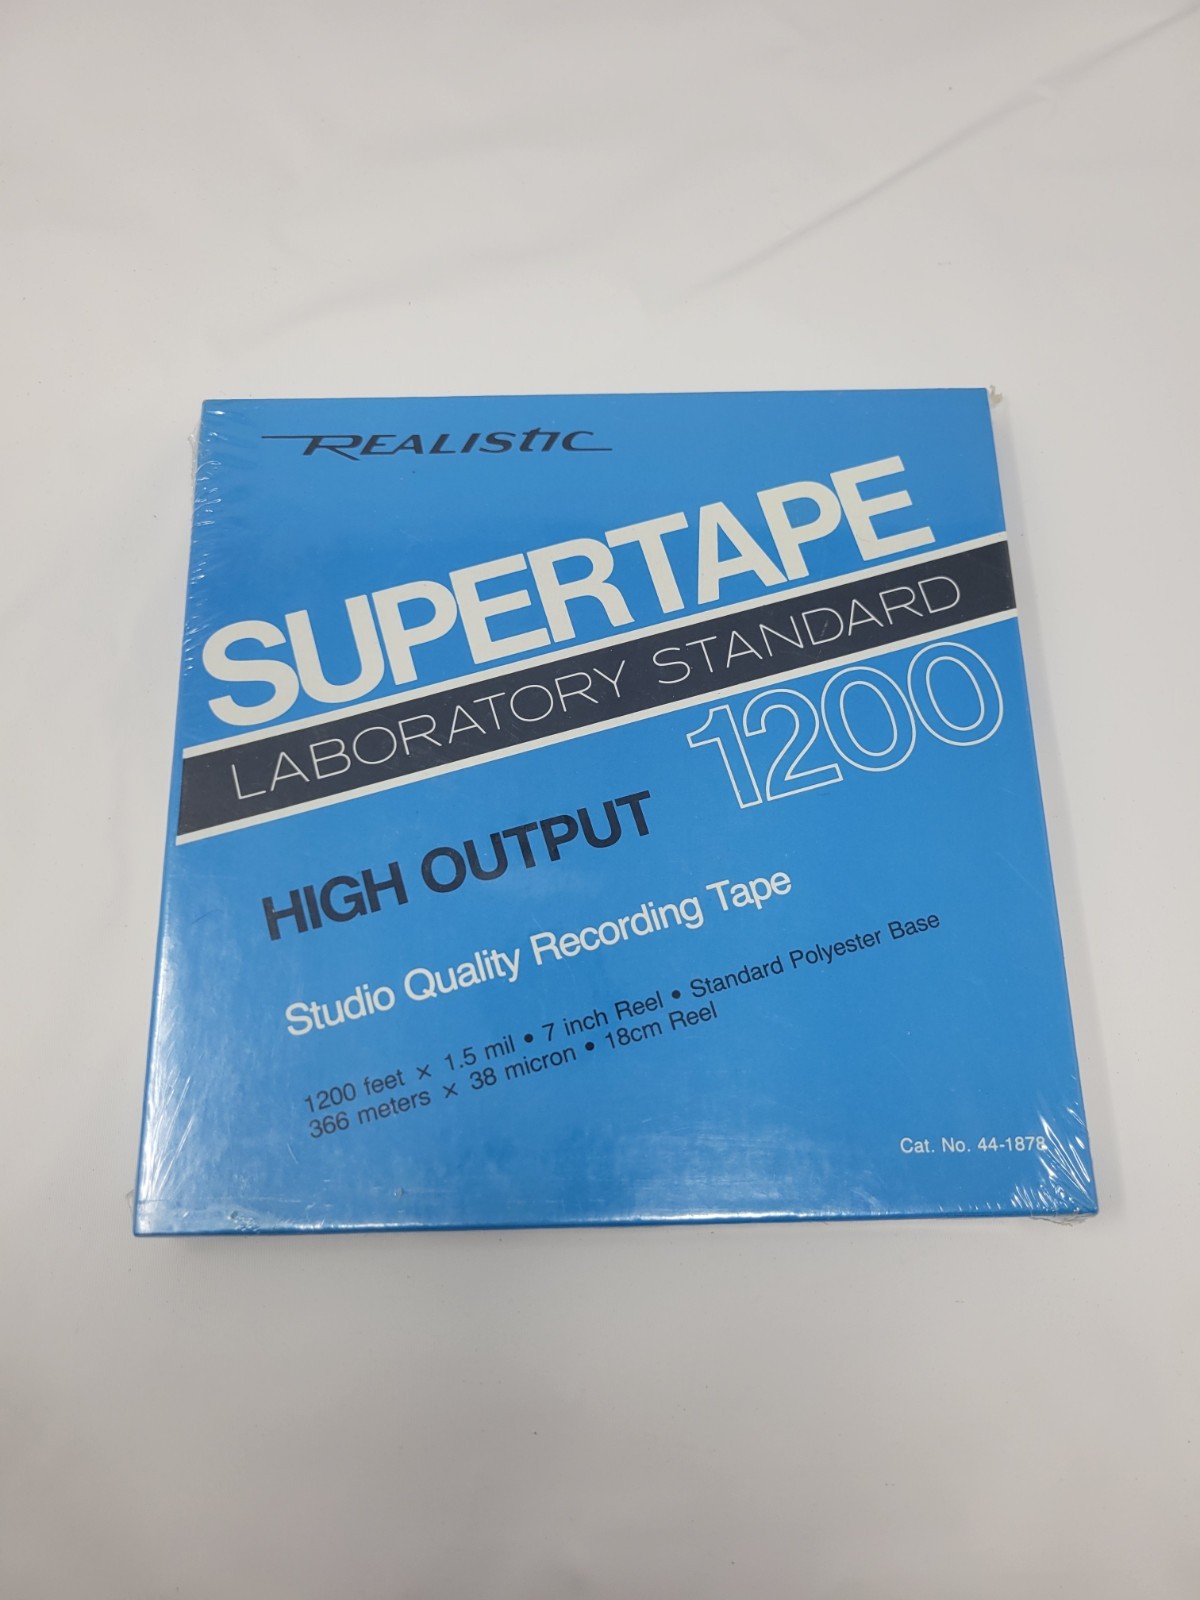 REALISTIC
SUPERTAPE
LABORATORY STANDARD
1200
HIGH OUTPUT
Studio Quality Recording Tape
1200 feet × 1.5 mil • 7 inch Reel • Standard Polyester Base
366 meters × 38 micron • 18cm Reel
Cat. No. 44-1878